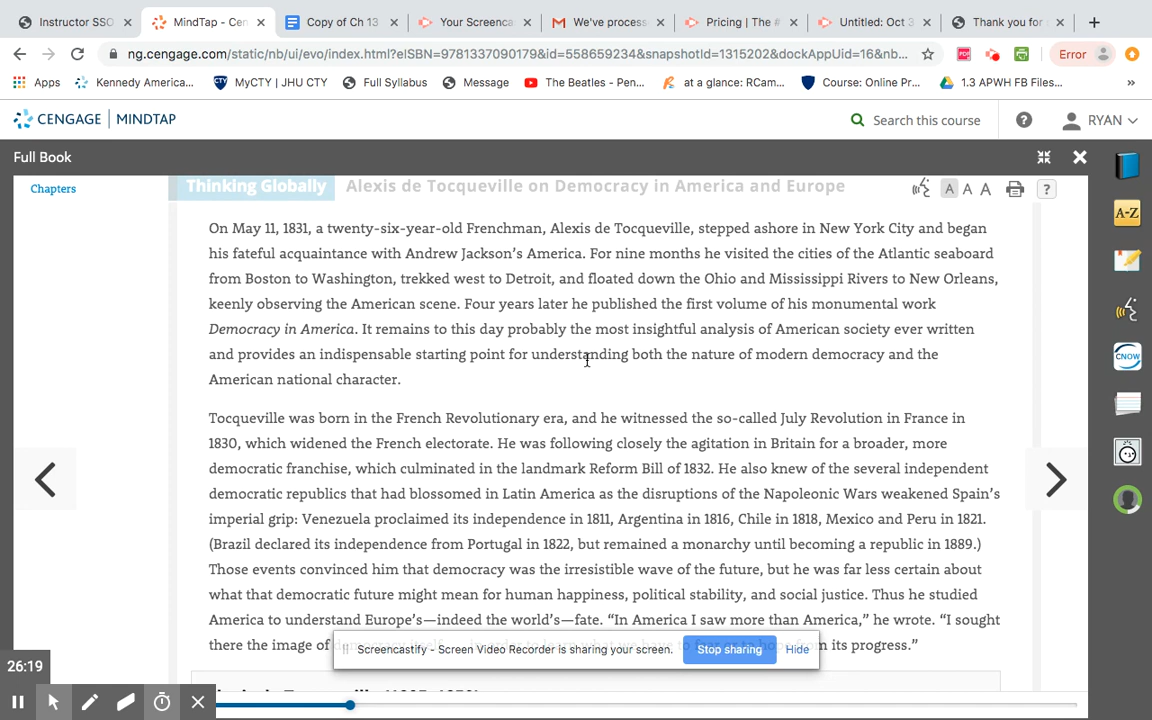 Instructor SSO
MindTap - Cen
Copy of Ch 13
Your Screenca
We've process
Pricing | The #
Untitled: Oct 3
Thank you for
ng.cengage.com/static/nb/ui/evo/index.html?eISBN=9781337090179&id=558659234&snapshotId=1315202&dockAppUid=16&nb...
PDF
Error
Apps
Kennedy America...
CTY MyCTY | JHU CTY
Full Syllabus
Message
The Beatles - Pen...
at a glance: RCam...
Course: Online Pr...
1.3 APWH FB Files...
»
CENGAGE | MINDTAP
Search this course
?
RYAN
Full Book
Chapters
Thinking Globally Alexis de Tocqueville on Democracy in America and Europe
A A A ?
A-Z
CNOW
On May 11, 1831, a twenty-six-year-old Frenchman, Alexis de Tocqueville, stepped ashore in New York City and began
his fateful acquaintance with Andrew Jackson's America. For nine months he visited the cities of the Atlantic seaboard
from Boston to Washington, trekked west to Detroit, and floated down the Ohio and Mississippi Rivers to New Orleans,
keenly observing the American scene. Four years later he published the first volume of his monumental work
Democracy in America. It remains to this day probably the most insightful analysis of American society ever written
and provides an indispensable starting point for understanding both the nature of modern democracy and the
American national character.
Tocqueville was born in the French Revolutionary era, and he witnessed the so-called July Revolution in France in
1830, which widened the French electorate. He was following closely the agitation in Britain for a broader, more
democratic franchise, which culminated in the landmark Reform Bill of 1832. He also knew of the several independent
democratic republics that had blossomed in Latin America as the disruptions of the Napoleonic Wars weakened Spain's
imperial grip: Venezuela proclaimed its independence in 1811, Argentina in 1816, Chile in 1818, Mexico and Peru in 1821.
(Brazil declared its independence from Portugal in 1822, but remained a monarchy until becoming a republic in 1889.)
Those events convinced him that democracy was the irresistible wave of the future, but he was far less certain about
what that democratic future might mean for human happiness, political stability, and social justice. Thus he studied
America to understand Europe's—indeed the world's—fate. “In America I saw more than America,” he wrote. “I sought
there the image of from its progress.”
Screencastify - Screen Video Recorder is sharing your screen.
Stop sharing
Hide
26:19